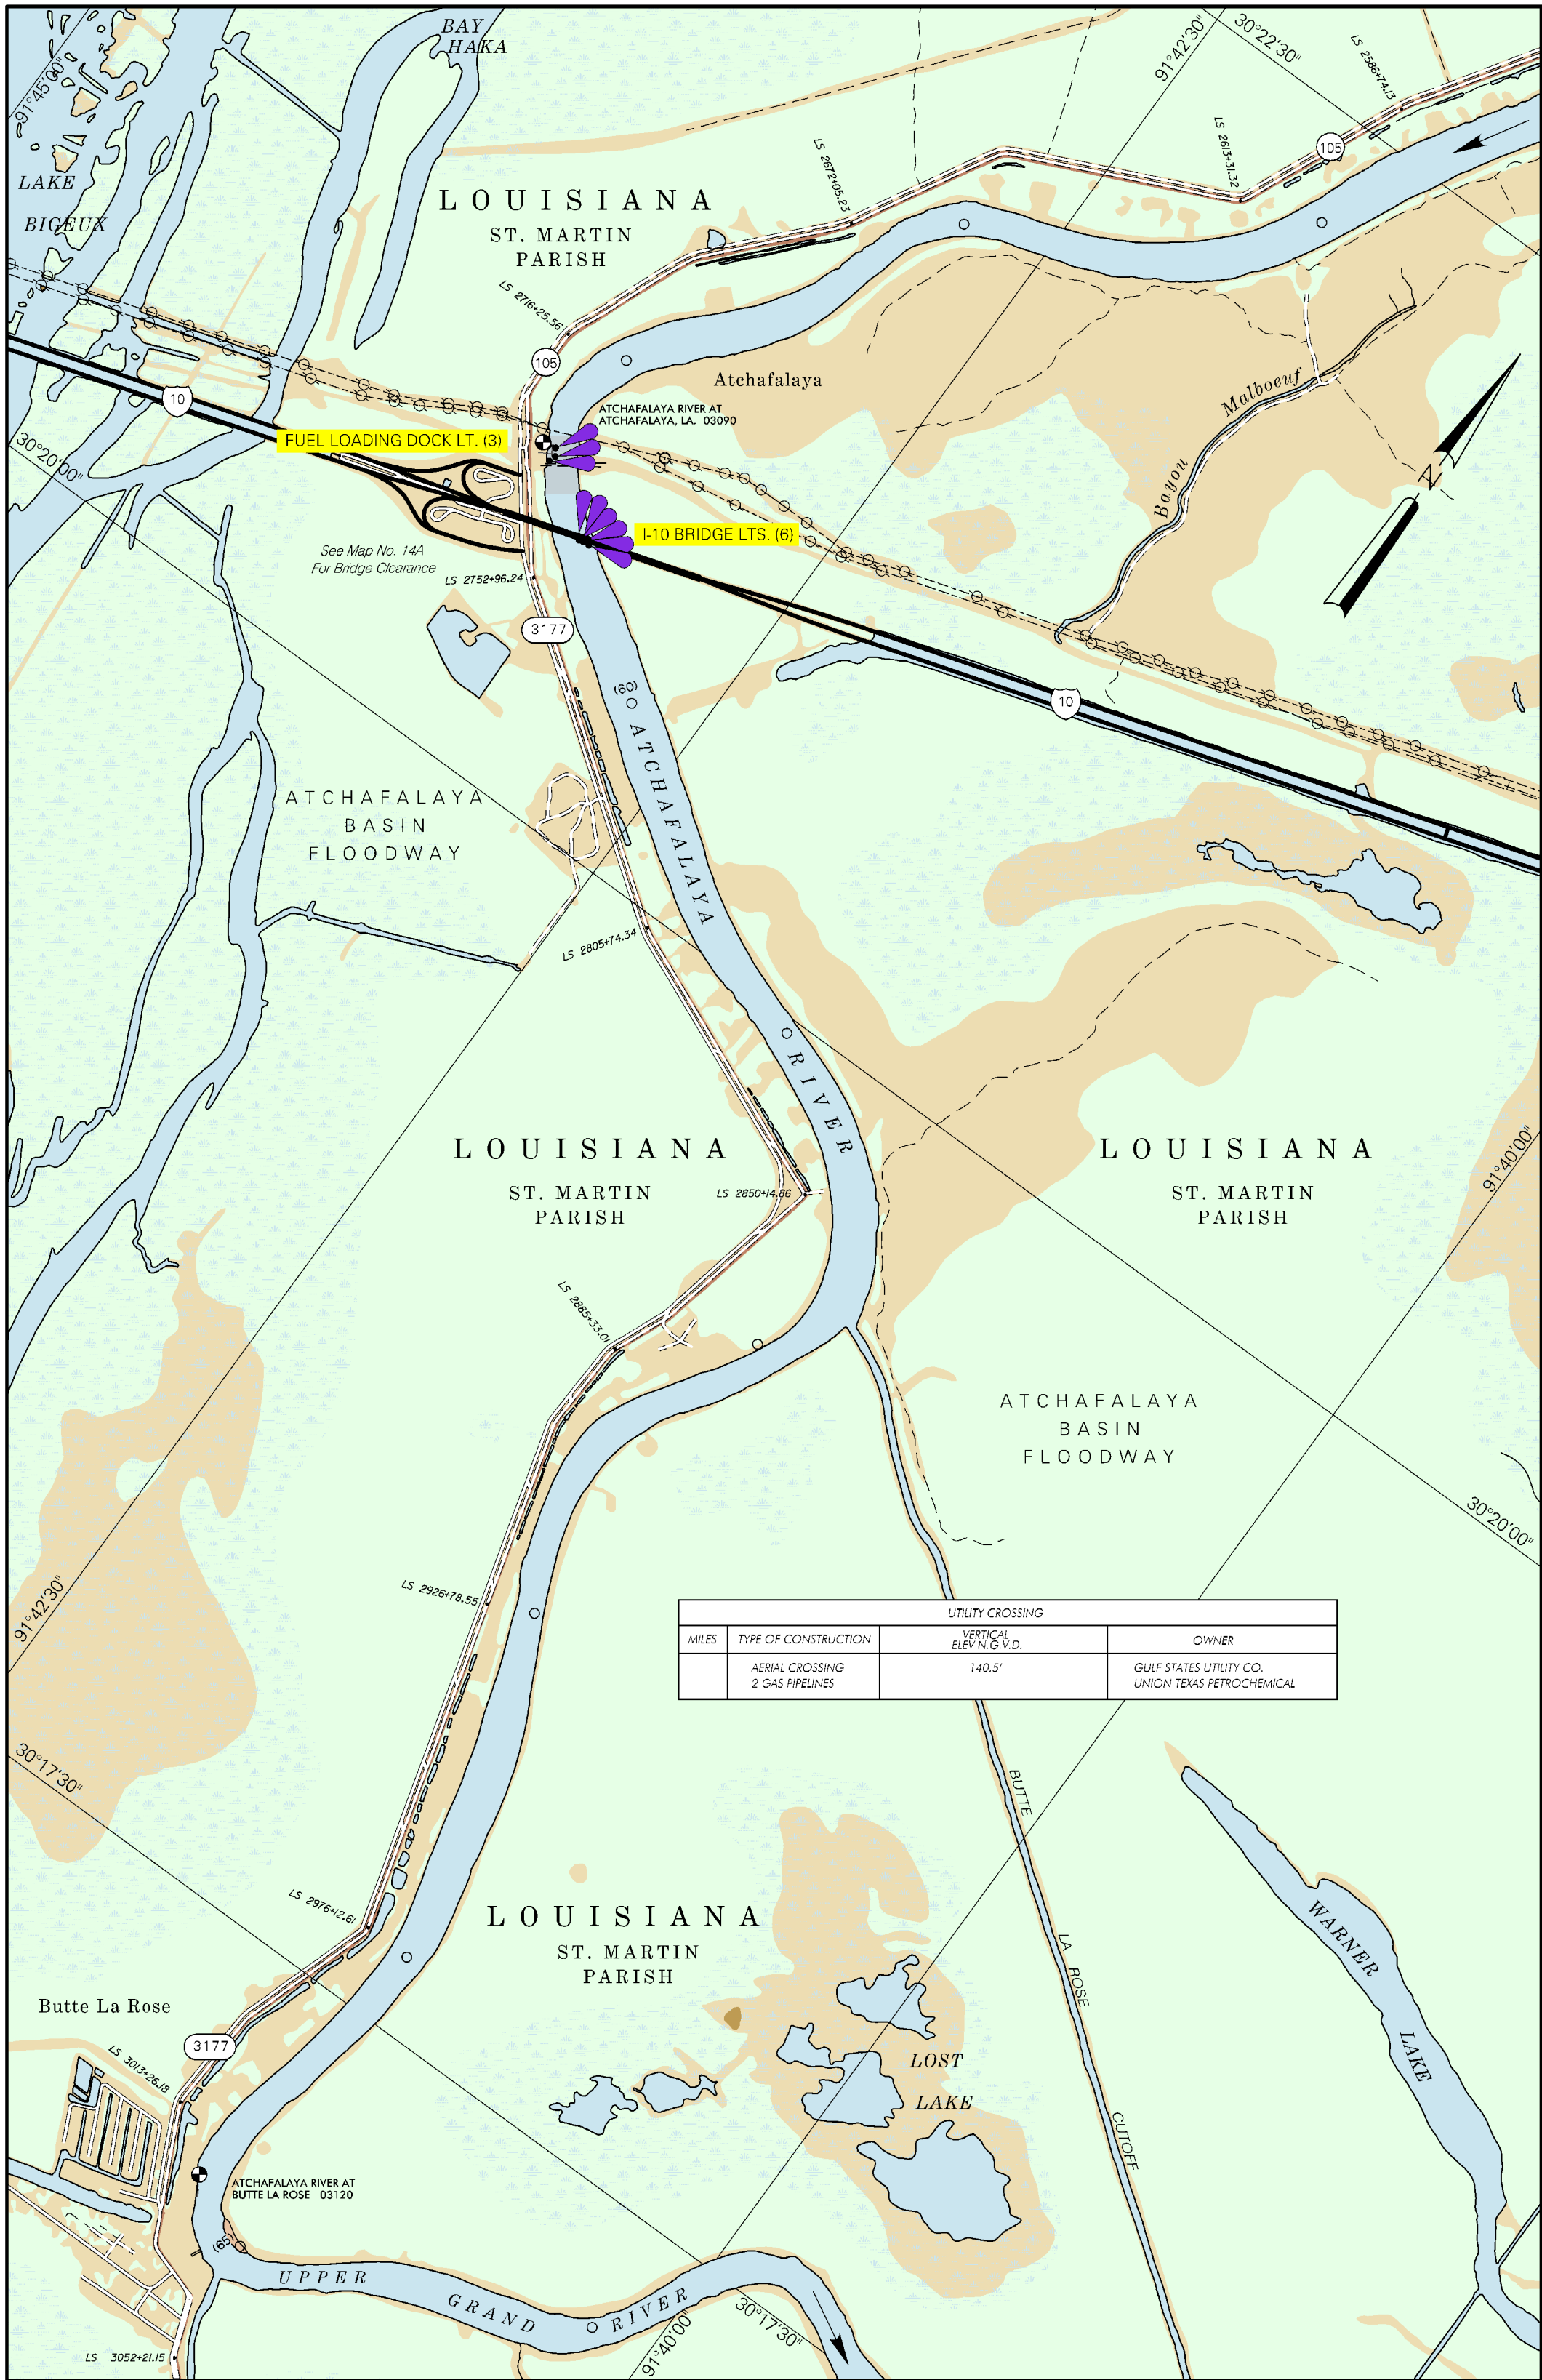 BAY
HAKA
91°45'00"
91°42'30"
30°22'30"
LS 2586+74.13
LAKE
BIGEUX
LS 2672+05.23
LS 2613+31.32
105
LOUISIANA
ST. MARTIN
PARISH
LS 2716+25.56
105
Atchafalaya
10
ATCHAFALAYA RIVER AT
ATCHAFALAYA, LA. 03090
FUEL LOADING DOCK LT. (3)
30°20'00"
Bayou Malboeuf
N
I-10 BRIDGE LTS. (6)
See Map No. 14A
For Bridge Clearance
LS 2752+96.24
3177
(60)
10
ATCHAFALAYA RIVER
ATCHAFALAYA
BASIN
FLOODWAY
LS 2805+74.34
LOUISIANA
ST. MARTIN
PARISH
LS 2850+14.86
LOUISIANA
ST. MARTIN
PARISH
91°40'00"
LS 2885+33.01
ATCHAFALAYA
BASIN
FLOODWAY
30°20'00"
91°42'30"
LS 2926+78.55
UTILITY CROSSING
MILES TYPE OF CONSTRUCTION VERTICAL ELEV N.G.V.D. OWNER
AERIAL CROSSING 140.5' GULF STATES UTILITY CO.
2 GAS PIPELINES UNION TEXAS PETROCHEMICAL
30°17'30"
BUTTE LA ROSE CUTOFF
LS 2976+12.61
LOUISIANA
ST. MARTIN
PARISH
WARNER LAKE
Butte La Rose
3177
LS 3013+26.18
LOST
LAKE
ATCHAFALAYA RIVER AT
BUTTE LA ROSE 03120
(65)
UPPER GRAND RIVER
91°40'00"
30°17'30"
LS 3052+21.15